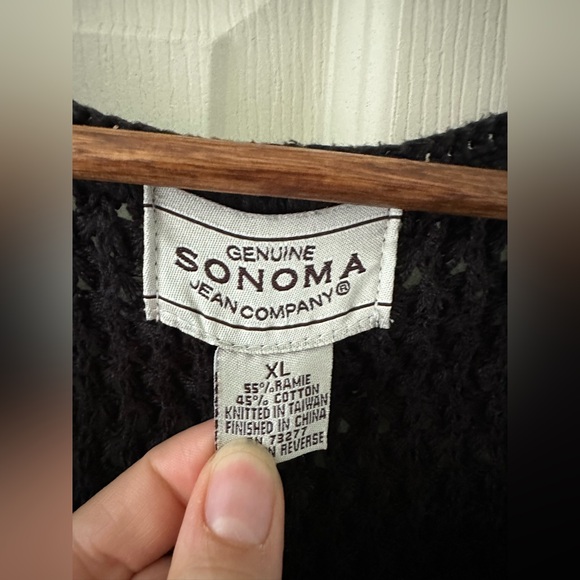 GENUINE
SONOMA
JEAN COMPANY®
XL
55% RAMIE
45% COTTON
KNITTED IN TAIWAN
FINISHED IN CHINA
73277
REVERSE